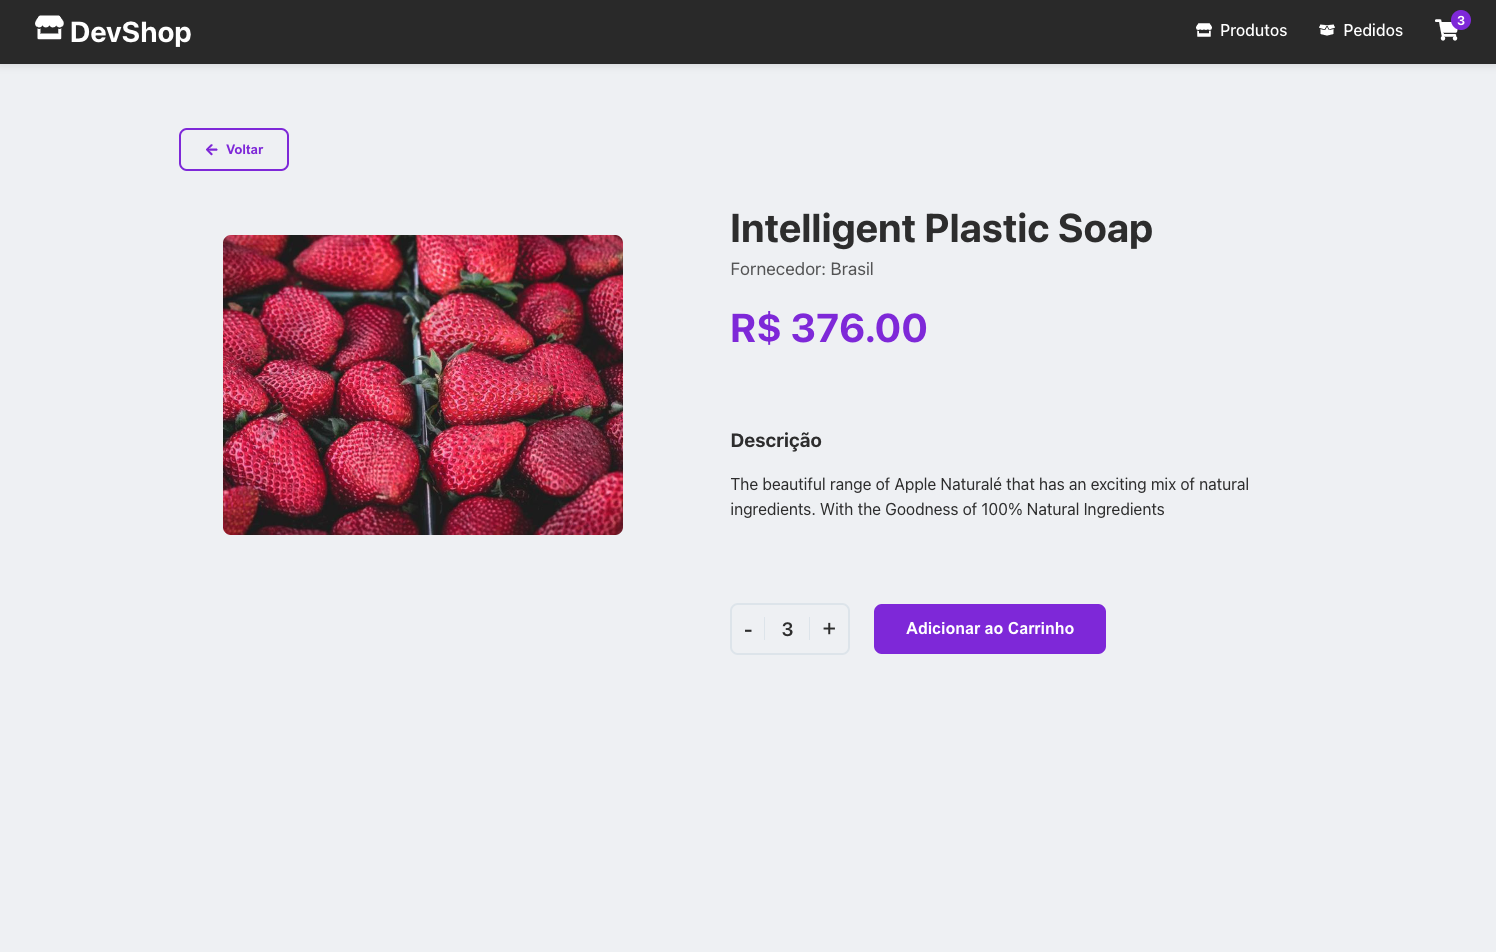 DevShop
Produtos
Pedidos
3
Voltar
Intelligent Plastic Soap
Fornecedor: Brasil
R$ 376.00
Descrição
The beautiful range of Apple Naturalé that has an exciting mix of natural
ingredients. With the Goodness of 100% Natural Ingredients
- 3 +
Adicionar ao Carrinho